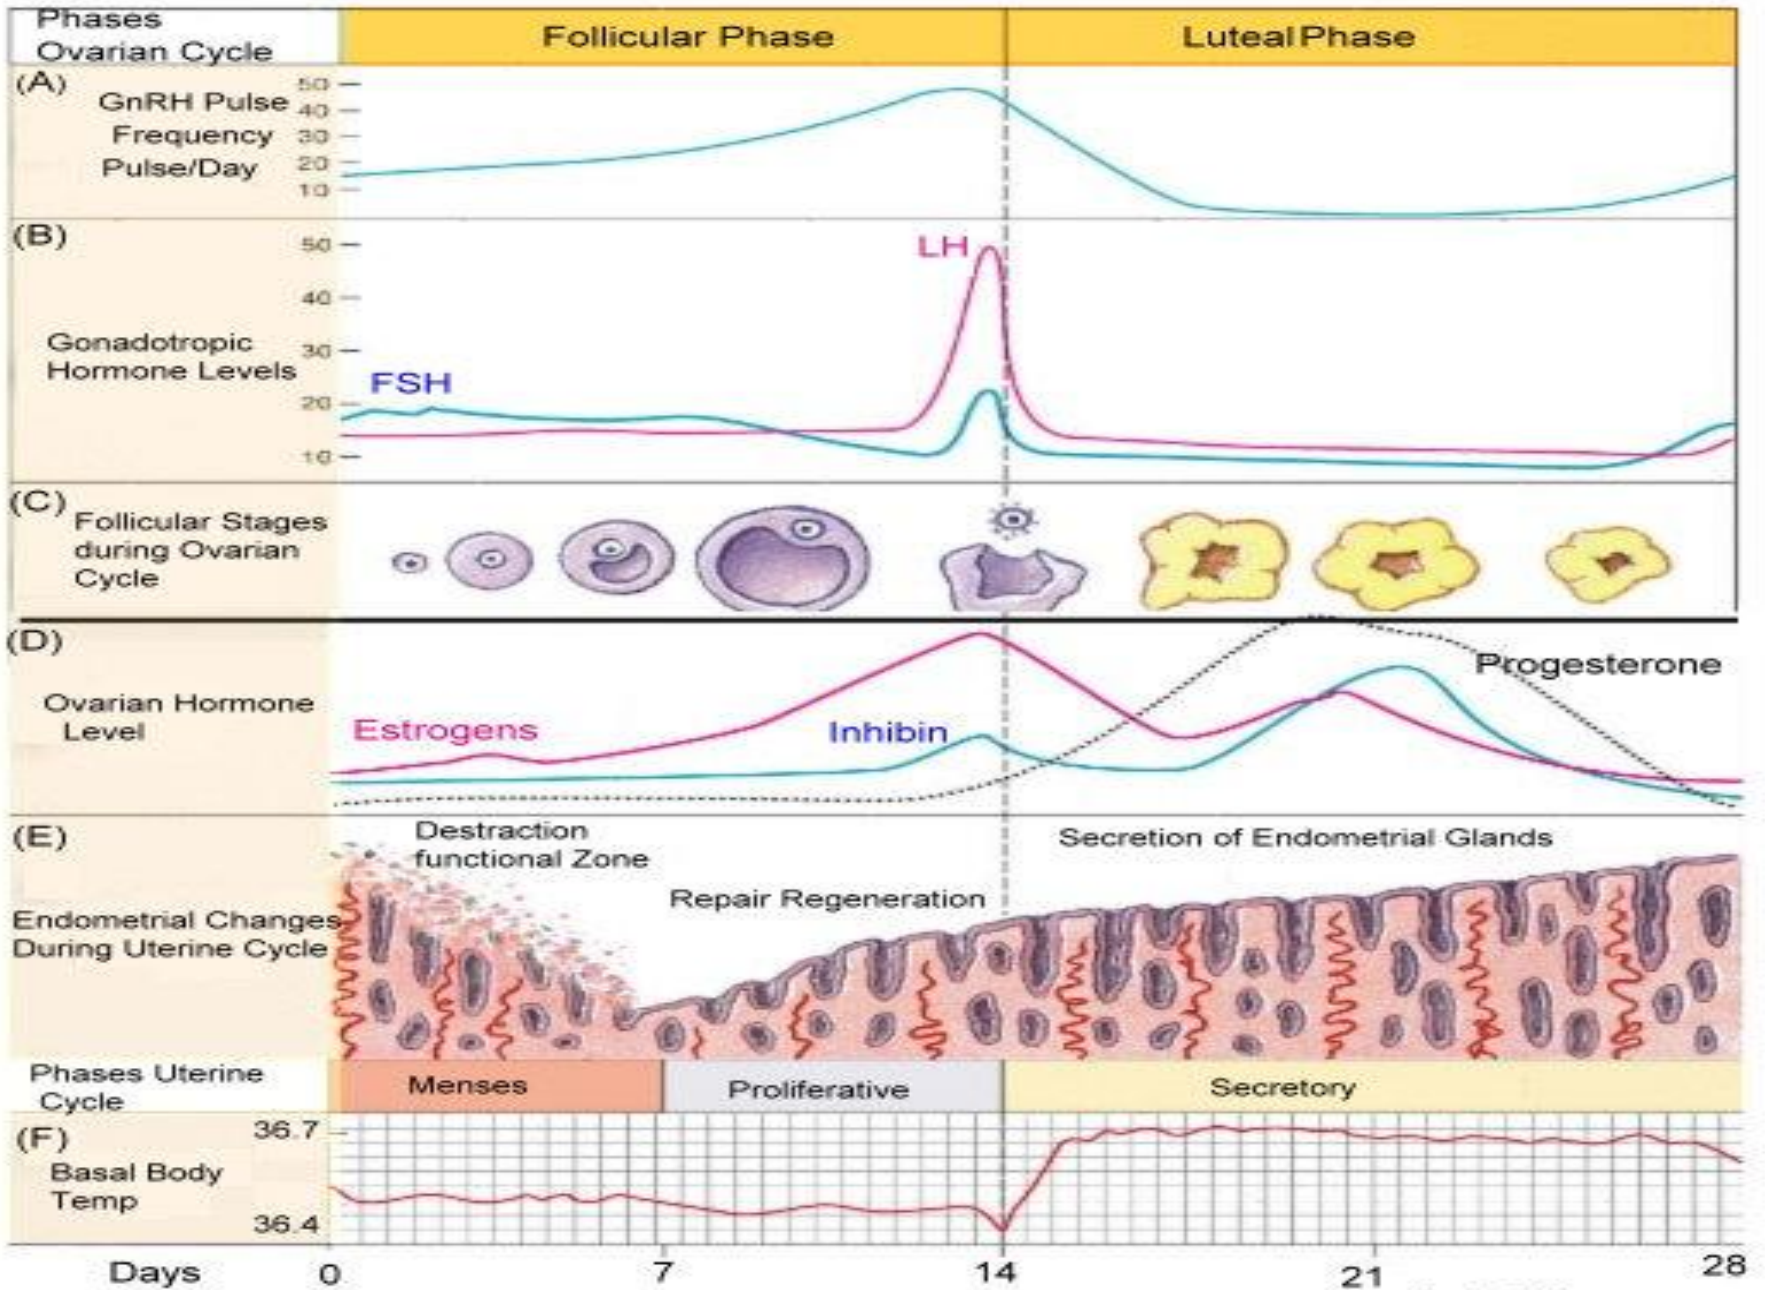 Phases
Ovarian Cycle
Follicular Phase
Luteal Phase
(A)
GnRH Pulse
Frequency
Pulse/Day
50
40
30
20
10
(B)
Gonadotropic
Hormone Levels
50
40
30
20
10
LH
FSH
(C)
Follicular Stages
during Ovarian
Cycle
(D)
Ovarian Hormone
Level
Estrogens
Inhibin
Progesterone
(E)
Endometrial Changes
During Uterine Cycle
Destraction
functional Zone
Repair Regeneration
Secretion of Endometrial Glands
Phases Uterine
Cycle
Menses
Proliferative
Secretory
(F)
Basal Body
Temp
36.7
36.4
Days
0
7
14
21
28